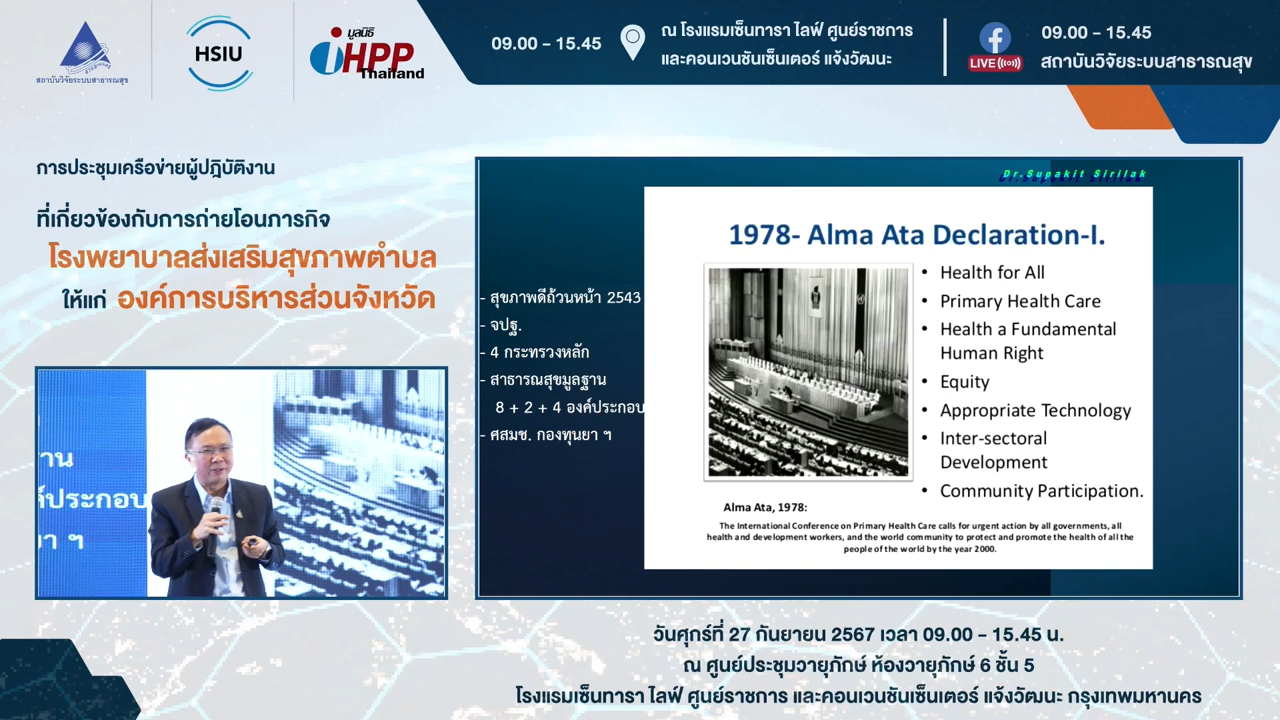 สถาบันวิจัยระบบสาธารณสุข
HSIU
มูลนิธิ
iHPP
Thailand
09.00 - 15.45
ณ โรงแรมเซ็นทารา ไลฟ์ ศูนย์ราชการ
และคอนเวนชันเซ็นเตอร์ แจ้งวัฒนะ
LIVE
09.00 - 15.45
สถาบันวิจัยระบบสาธารณสุข
การประชุมเครือข่ายผู้ปฏิบัติงาน
ที่เกี่ยวข้องกับการถ่ายโอนภารกิจ
โรงพยาบาลส่งเสริมสุขภาพตำบล
ให้แก่ องค์การบริหารส่วนจังหวัด
าน
ค์ประกอบ
ยา ฯ
Dr.Supakit Sirilak
- สุขภาพดีถ้วนหน้า 2543
- จปฐ.
- 4 กระทรวงหลัก
- สาธารณสุขมูลฐาน
8 + 2 + 4 องค์ประกอบ
- ศสมช. กองทุนยา ฯ
1978- Alma Ata Declaration-I.
• Health for All
• Primary Health Care
• Health a Fundamental
Human Right
• Equity
• Appropriate Technology
• Inter-sectoral
Development
• Community Participation.
Alma Ata, 1978:
The International Conference on Primary Health Care calls for urgent action by all governments, all
health and development workers, and the world community to protect and promote the health of all the
people of the world by the year 2000.
วันศุกร์ที่ 27 กันยายน 2567 เวลา 09.00 - 15.45 น.
ณ ศูนย์ประชุมวายุภักษ์ ห้องวายุภักษ์ 6 ชั้น 5
โรงแรมเซ็นทารา ไลฟ์ ศูนย์ราชการ และคอนเวนชันเซ็นเตอร์ แจ้งวัฒนะ กรุงเทพมหานคร